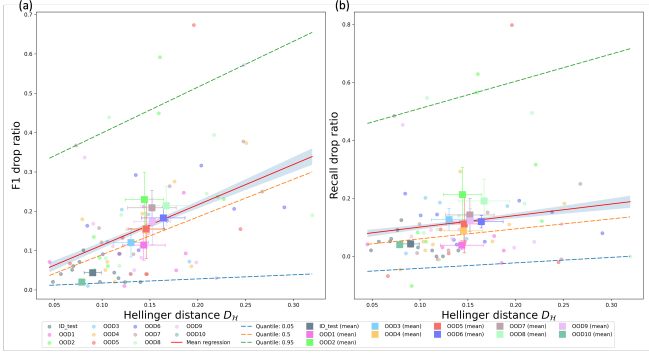 (a)
0.7
0.6
0.5
0.4
0.3
0.2
0.1
0.0
F1 drop ratio
0.05 0.10 0.15 0.20 0.25 0.30
Hellinger distance D_ℋ
(b)
0.8
0.6
0.4
0.2
0.0
Recall drop ratio
0.05 0.10 0.15 0.20 0.25 0.30
Hellinger distance D_ℋ
ID_test OOD3 OOD6 OOD9 Quantile: 0.05 ID_test (mean) OOD3 (mean) OOD5 (mean) OOD7 (mean) OOD9 (mean)
OOD1 OOD4 OOD7 OOD10 Quantile: 0.5 OOD1 (mean) OOD4 (mean) OOD6 (mean) OOD8 (mean) OOD10 (mean)
OOD2 OOD5 OOD8 Mean regression Quantile: 0.95 OOD2 (mean)